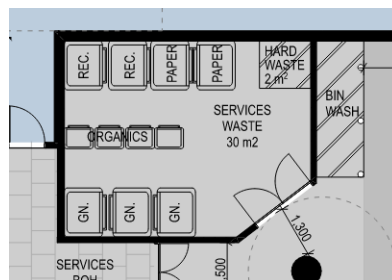 REC.
REC.
PAPER
PAPER
HARD
WASTE
2 m²
BIN
WASH
SERVICES
WASTE
30 m2
ORGANICS
GN.
GN.
GN.
1,300
SERVICES
BOH
,500